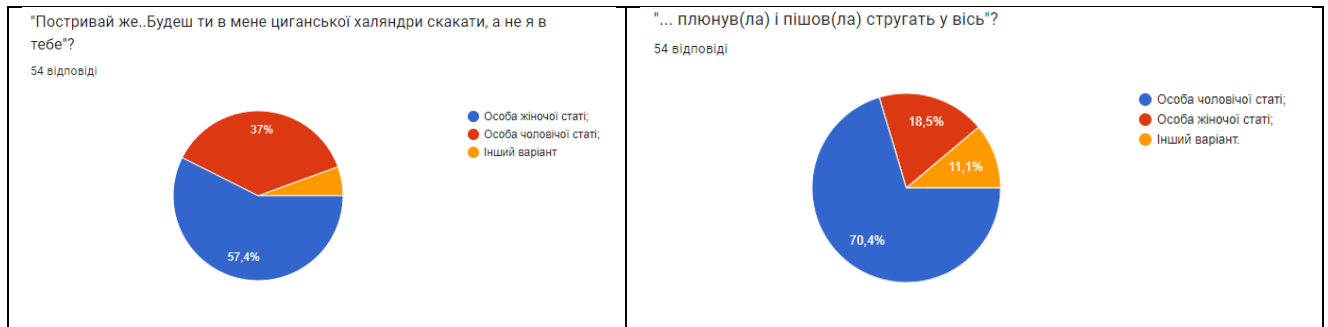 "Постривай же..Будеш ти в мене циганської халяндри скакати, а не я в
тебе"?
54 відповіді
37%
57,4%
Особа жіночої статі;
Особа чоловічої статі;
Інший варіант
"... плюнув(ла) і пішов(ла) стругать у вісь"?
54 відповіді
18,5%
11,1%
70,4%
Особа чоловічої статі;
Особа жіночої статі;
Інший варіант.